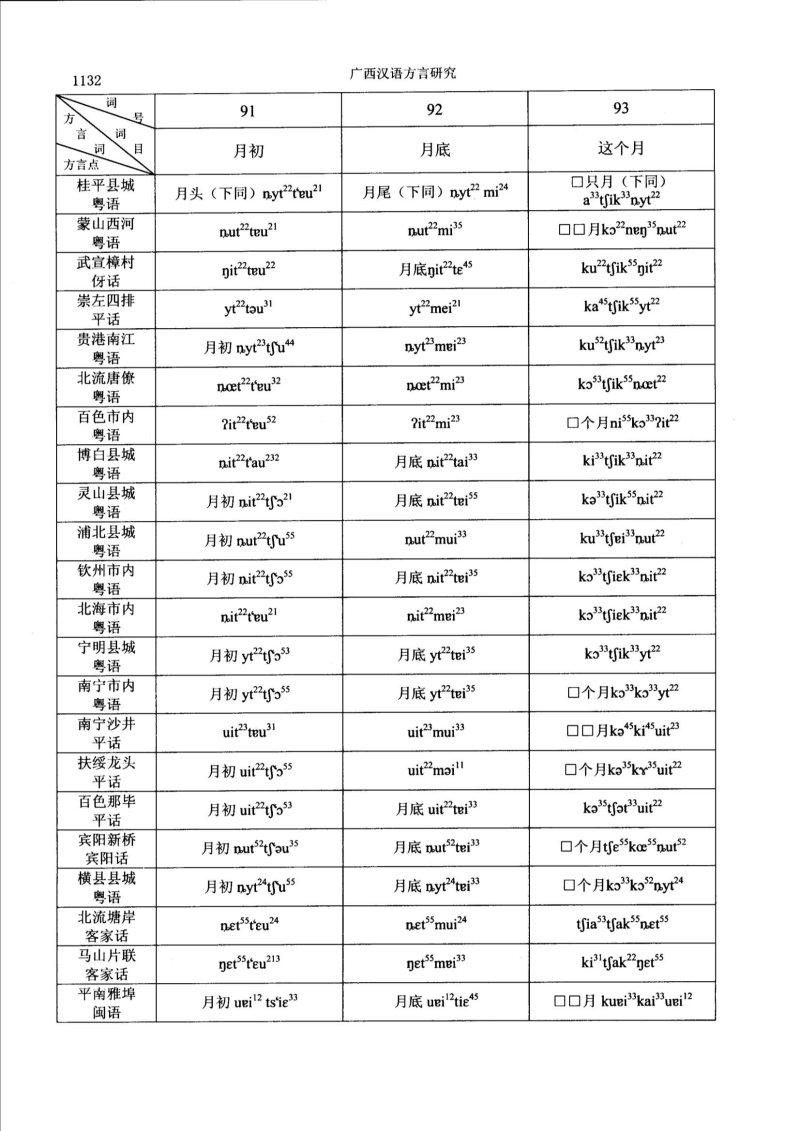 1132
广西汉语方言研究
词
方 号
言 词
词 目
方言点
91 92 93
月初 月底 这个月
桂平县城 粤语 月头（下同）ȵyt²²tʻɐu²¹ 月尾（下同）ȵyt²² mi²⁴ □只月（下同） a³³tʃik³³ȵyt²²
蒙山西河 粤语 ȵut²²tɐu²¹ ȵut²²mi³⁵ □□月kɔ²²nɐŋ³⁵ȵut²²
武宣樟村 伢话 ŋit²²tɐu²² 月底ŋit²²tɛ⁴⁵ ku²²tʃik⁵⁵ŋit²²
崇左四排 平话 yt²²təu³¹ yt²²mei²¹ ka⁴⁵tʃik⁵⁵yt²²
贵港南江 粤语 月初 ȵyt²³tʃʻu⁴⁴ ȵyt²³mɐi²³ ku⁵²tʃik³³ȵyt²³
北流唐僚 粤语 ȵœt²²tʻɐu³² ȵœt²²mi²³ kɔ⁵³tʃik⁵⁵ȵœt²²
百色市内 粤语 ʔit²²tʻɐu⁵² ʔit²²mi²³ □个月ni⁵⁵kɔ³³ʔit²²
博白县城 粤语 ȵit²²tʻau²³² 月底 ȵit²²tai³³ ki³³tʃik³³ȵit²²
灵山县城 粤语 月初 ȵit²²tʃʻɔ²¹ 月底 ȵit²²tɐi⁵⁵ kə³³tʃik⁵⁵ȵit²²
浦北县城 粤语 月初 ȵut²²tʃʻu⁵⁵ ȵut²²mui³³ ku³³tʃɐi³³ȵut²²
钦州市内 粤语 月初 ȵit²²tʃʻɔ⁵⁵ 月底 ȵit²²tɐi³⁵ kɔ³³tʃiɛk³³ȵit²²
北海市内 粤语 ȵit²²tʻɐu²¹ ȵit²²mɐi²³ kɔ³³tʃiɛk³³ȵit²²
宁明县城 粤语 月初 yt²²tʃʻɔ⁵³ 月底 yt²²tɐi³⁵ kɔ³³tʃik³³yt²²
南宁市内 粤语 月初 yt²²tʃʻɔ⁵⁵ 月底 yt²²tɐi³⁵ □个月kɔ³³kɔ³³yt²²
南宁沙井 平话 uit²³tɐu³¹ uit²³mui³³ □□月kə⁴⁵ki⁴⁵uit²³
扶绥龙头 平话 月初 uit²²tʃʻɔ⁵⁵ uit²²məi¹¹ □个月kə³⁵kɤ³⁵uit²²
百色那毕 平话 月初 uit²²tʃʻɔ⁵³ 月底 uit²²tɐi³³ kə³⁵tʃət³³uit²²
宾阳新桥 宾阳话 月初 ȵut⁵²tʃʻəu³⁵ 月底 ȵut⁵²tɐi³³ □个月tʃɛ⁵⁵kœ⁵⁵ȵut⁵²
横县县城 粤语 月初 ȵyt²⁴tʃʻu⁵⁵ 月底 ȵyt²⁴tɐi³³ □个月kɔ³³kɔ⁵²ȵyt²⁴
北流塘岸 客家话 ȵɛt⁵⁵tʻɛu²⁴ ȵɛt⁵⁵mui²⁴ tʃia⁵³tʃak⁵⁵ȵɛt⁵⁵
马山片联 客家话 ŋɛt⁵⁵tʻɛu²¹³ ŋɛt⁵⁵mɐi³³ ki³¹tʃak²²ŋɛt⁵⁵
平南雅埠 闽语 月初 uɐi¹² tsʻiɛ³³ 月底 uɐi¹²tiɛ⁴⁵ □□月 kuɐi³³kai³³uɐi¹²